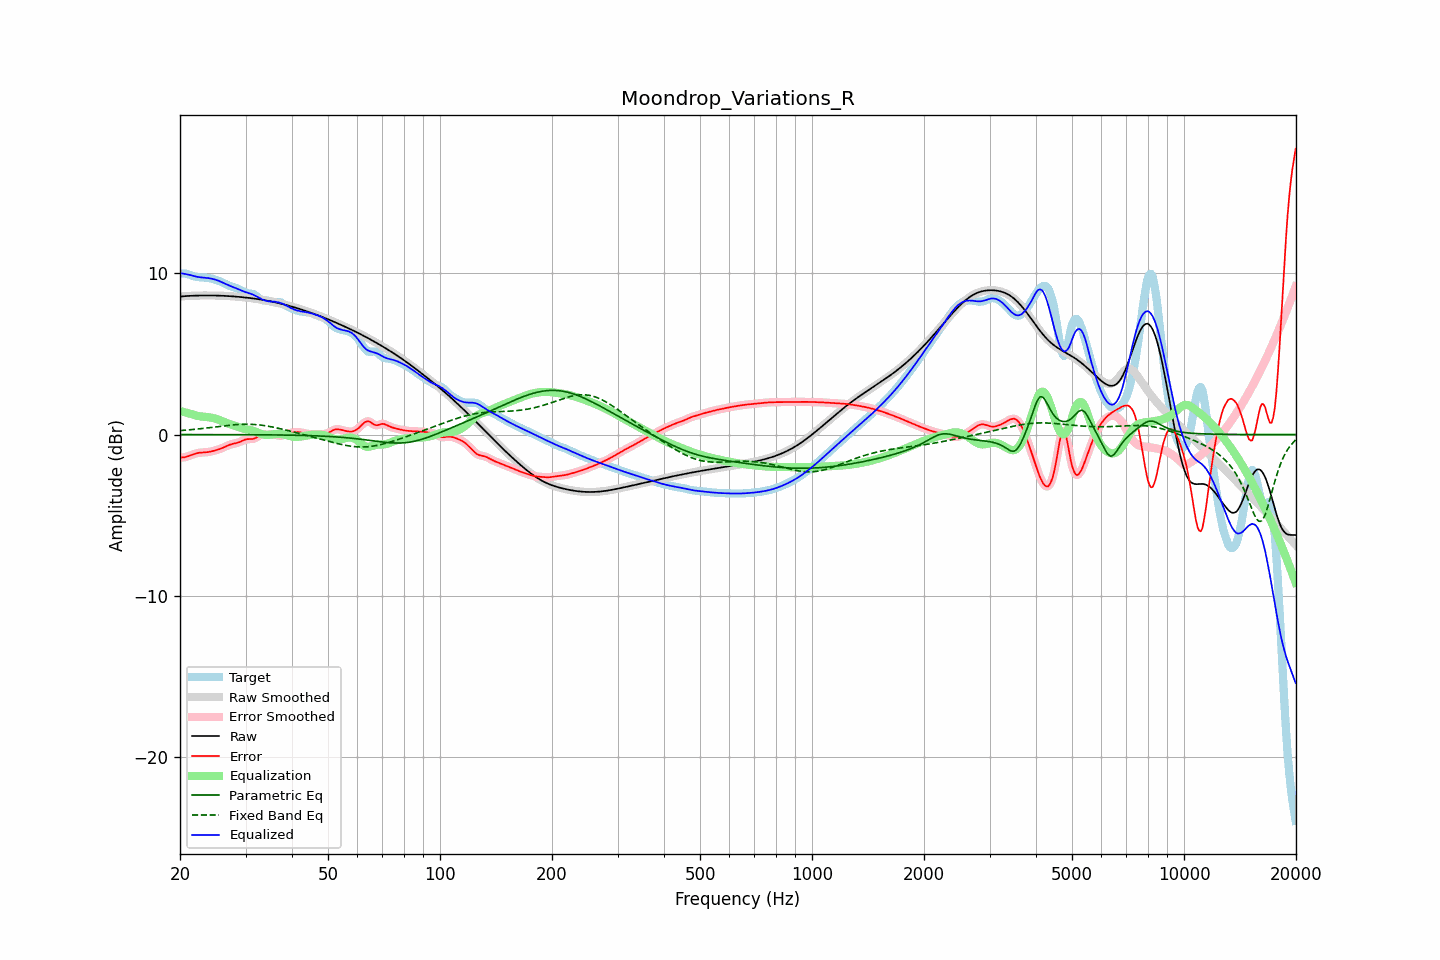 Moondrop_Variations_R
Amplitude (dBr)
10
0
−10
−20
Target
Raw Smoothed
Error Smoothed
Raw
Error
Equalization
Parametric Eq
Fixed Band Eq
Equalized
20 50 100 200 500 1000 2000 5000 10000 20000
Frequency (Hz)